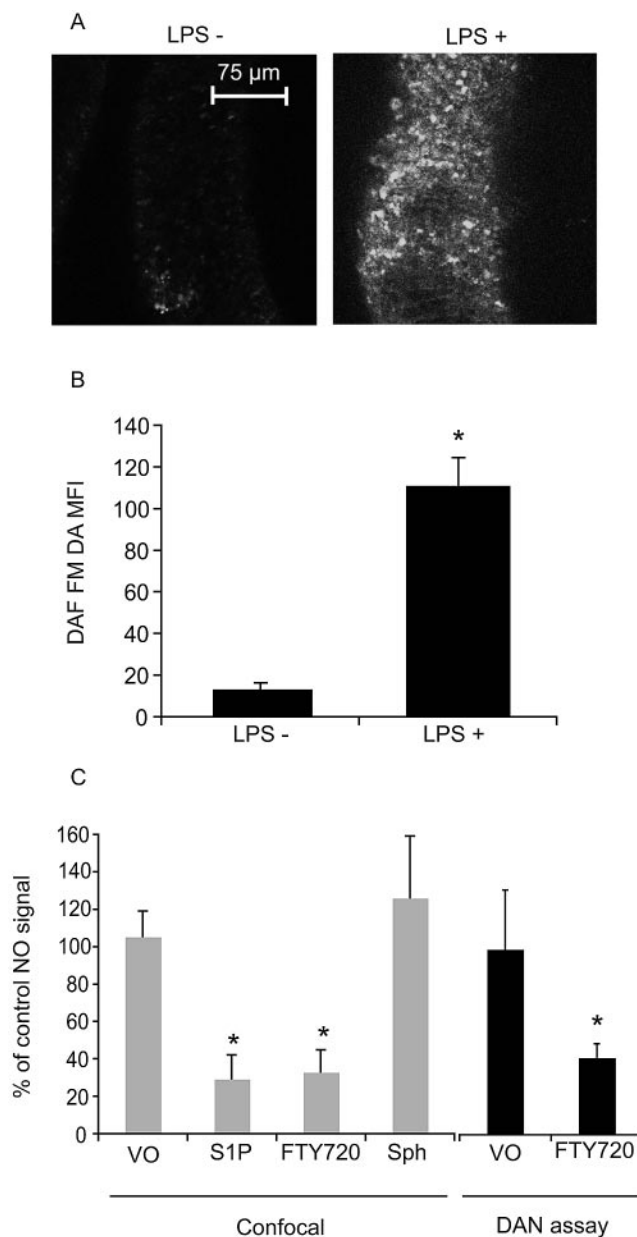 A
LPS -
LPS +
75 µm
B
DAF FM DA MFI
140
120
100
80
60
40
20
0
*
LPS -
LPS +
C
% of control NO signal
160
140
120
100
80
60
40
20
0
* * *
VO S1P FTY720 Sph VO FTY720
Confocal DAN assay